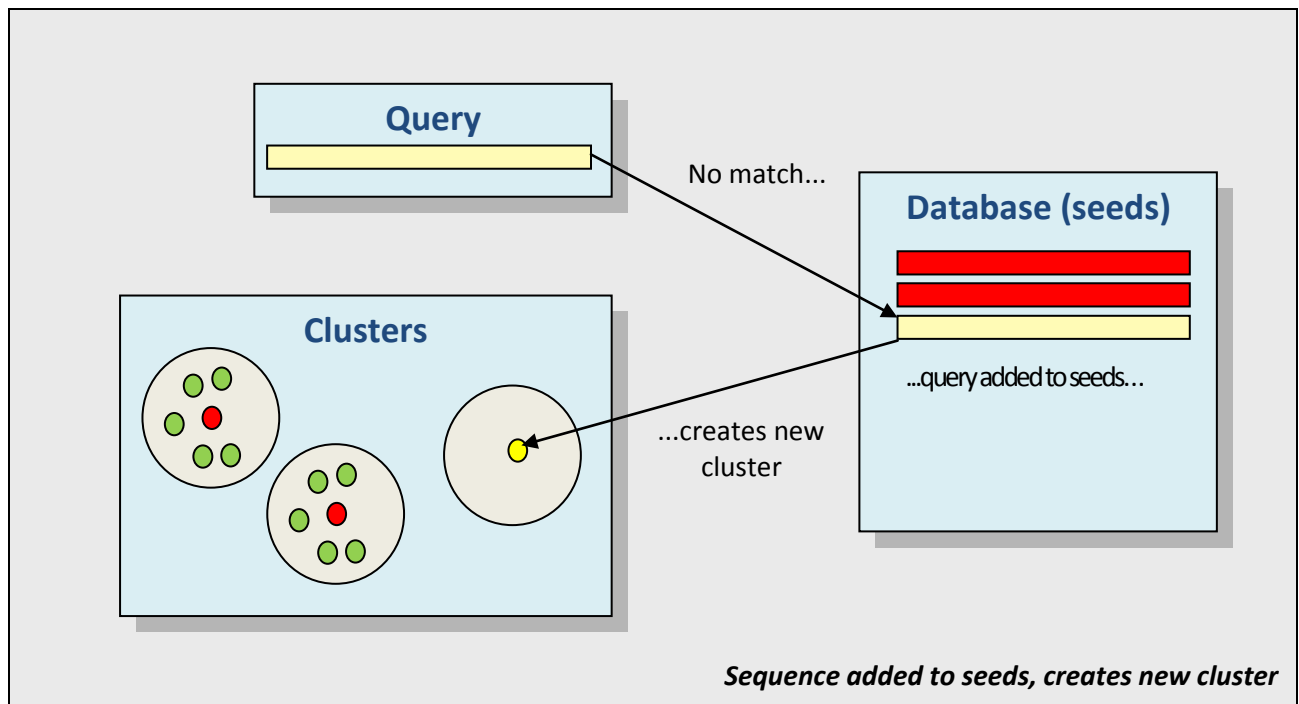 Query
No match...
Database (seeds)
...query added to seeds...
Clusters
...creates new
cluster
Sequence added to seeds, creates new cluster